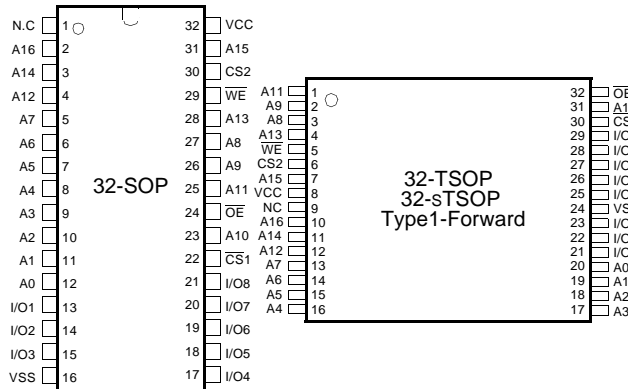 N.C 1 32 VCC
A16 2 31 A15
A14 3 30 CS2
A12 4 29 WE
A7 5 28 A13
A6 6 27 A8
A5 7 26 A9
A4 8 25 A11
A3 9 24 OE
A2 10 23 A10
A1 11 22 CS1
A0 12 21 I/O8
I/O1 13 20 I/O7
I/O2 14 19 I/O6
I/O3 15 18 I/O5
VSS 16 17 I/O4
32-SOP
A11 1 32 OE
A9 2 31 A1
A8 3 30 CS
A13 4 29 I/O
WE 5 28 I/O
CS2 6 27 I/O
A15 7 26 I/O
VCC 8 25 I/O
NC 9 24 VS
A16 10 23 I/O
A14 11 22 I/O
A12 12 21 I/O
A7 13 20 A0
A6 14 19 A1
A5 15 18 A2
A4 16 17 A3
32-TSOP
32-sTSOP
Type1-Forward